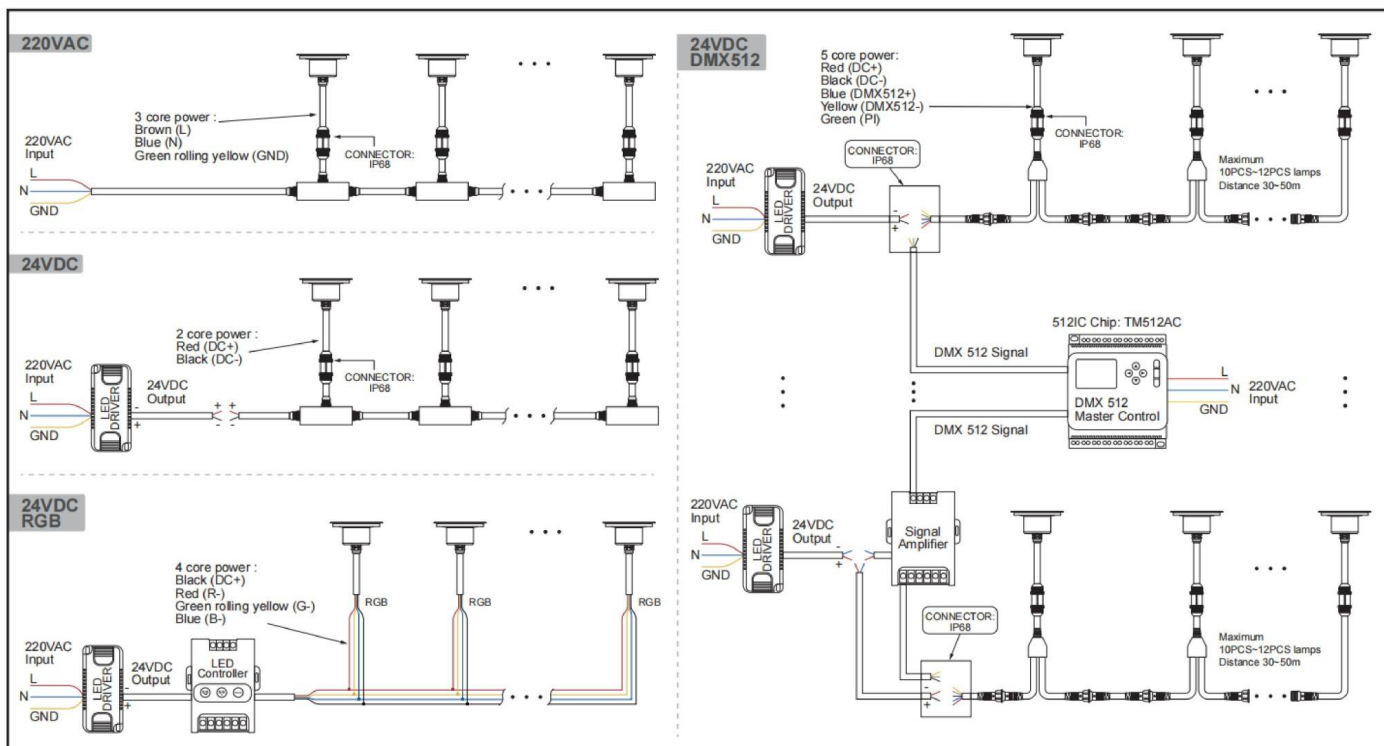 220VAC
3 core power :
Brown (L)
Blue (N)
Green rolling yellow (GND)
CONNECTOR:
IP68
220VAC
Input
L
N
GND
24VDC
2 core power :
Red (DC+)
Black (DC-)
CONNECTOR:
IP68
220VAC
Input
L
N
GND
LED
DRIVER
24VDC
Output
-
+
+ +
- -
24VDC
RGB
4 core power :
Black (DC+)
Red (R-)
Green rolling yellow (G-)
Blue (B-)
RGB
RGB
RGB
220VAC
Input
L
N
GND
LED
DRIVER
24VDC
Output
-
+
LED
Controller
24VDC
DMX512
5 core power :
Red (DC+)
Black (DC-)
Blue (DMX512+)
Yellow (DMX512-)
Green (PI)
CONNECTOR:
IP68
CONNECTOR:
IP68
Maximum
10PCS~12PCS lamps
Distance 30~50m
220VAC
Input
L
N
GND
LED
DRIVER
24VDC
Output
-
+
512IC Chip: TM512AC
DMX 512 Signal
DMX 512
Master Control
L
N
GND
220VAC
Input
DMX 512 Signal
Signal
Amplifier
220VAC
Input
L
N
GND
LED
DRIVER
24VDC
Output
-
+
CONNECTOR:
IP68
-
+
Maximum
10PCS~12PCS lamps
Distance 30~50m